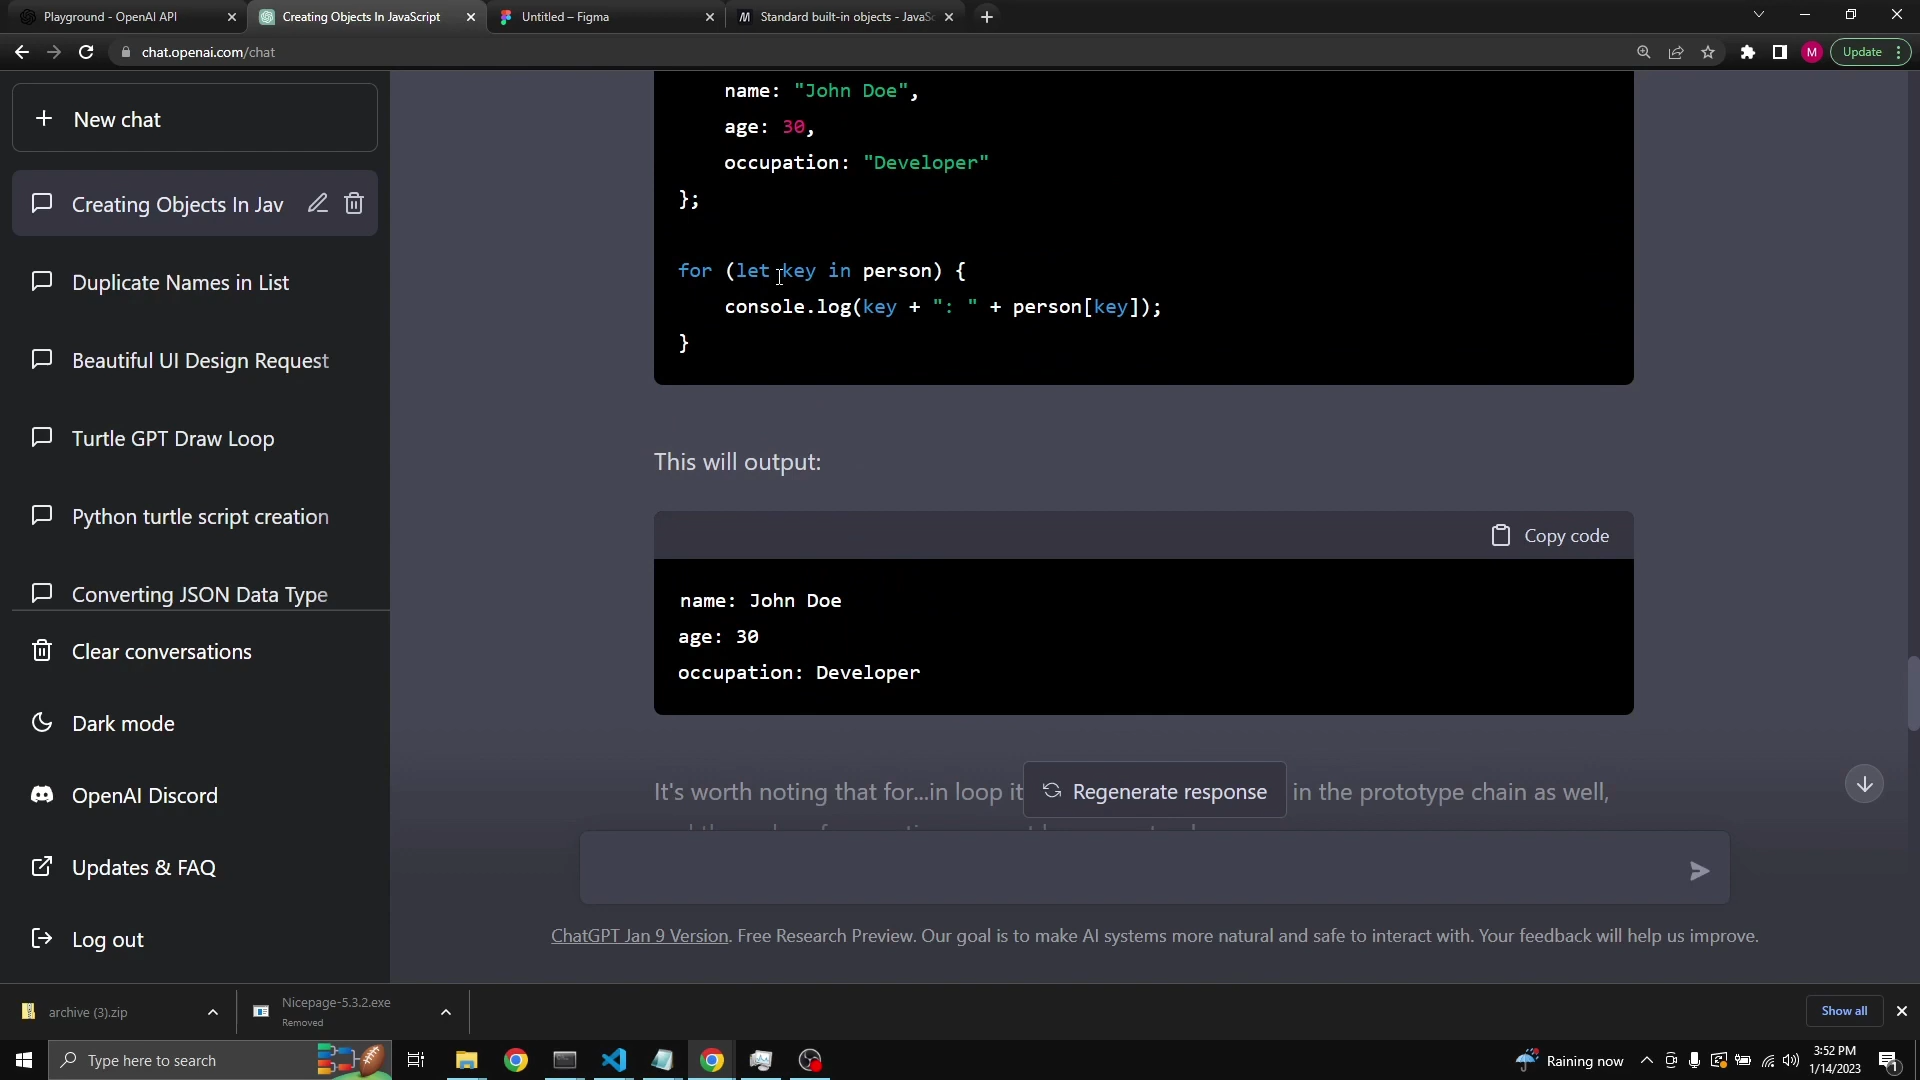 Playground - OpenAI API
Creating Objects In JavaScript
Untitled – Figma
Standard built-in objects - JavaSc
chat.openai.com/chat
M
Update
New chat
Creating Objects In Jav
Duplicate Names in List
Beautiful UI Design Request
Turtle GPT Draw Loop
Python turtle script creation
Converting JSON Data Type
Clear conversations
Dark mode
OpenAI Discord
Updates & FAQ
Log out
name: "John Doe",
age: 30,
occupation: "Developer"
};
for (let key in person) {
console.log(key + ": " + person[key]);
}
This will output:
Copy code
name: John Doe
age: 30
occupation: Developer
It's worth noting that for...in loop it
Regenerate response
in the prototype chain as well,
ChatGPT Jan 9 Version. Free Research Preview. Our goal is to make AI systems more natural and safe to interact with. Your feedback will help us improve.
archive (3).zip
Nicepage-5.3.2.exe
Removed
Show all
Type here to search
Raining now
3:52 PM
1/14/2023
1